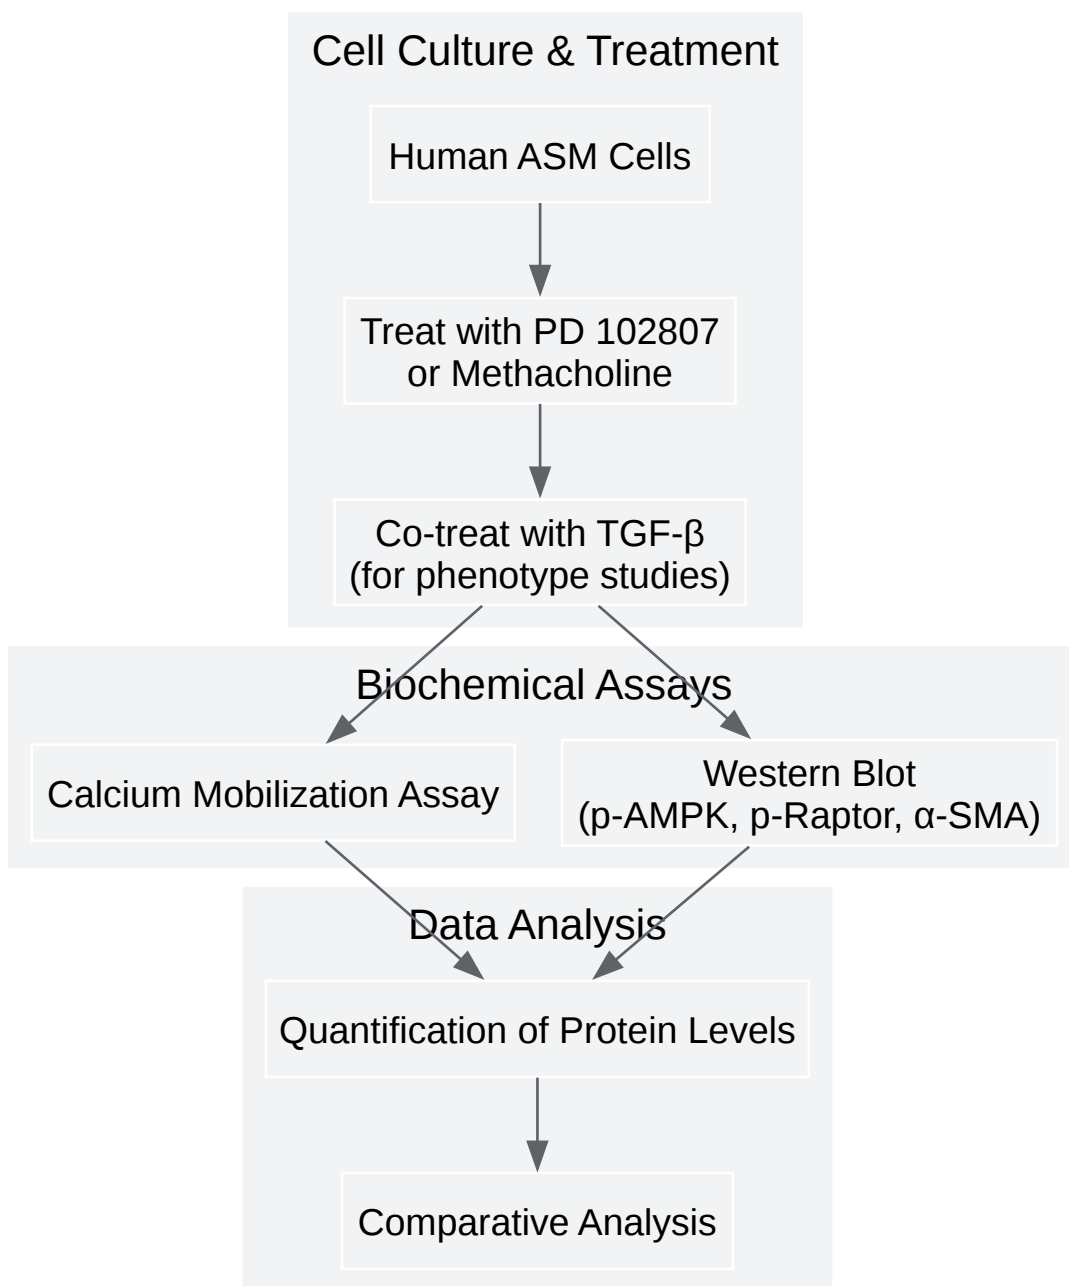 Cell Culture & Treatment
Human ASM Cells
Treat with PD 102807
or Methacholine
Co-treat with TGF-β
(for phenotype studies)
Biochemical Assays
Calcium Mobilization Assay
Western Blot
(p-AMPK, p-Raptor, α-SMA)
Data Analysis
Quantification of Protein Levels
Comparative Analysis